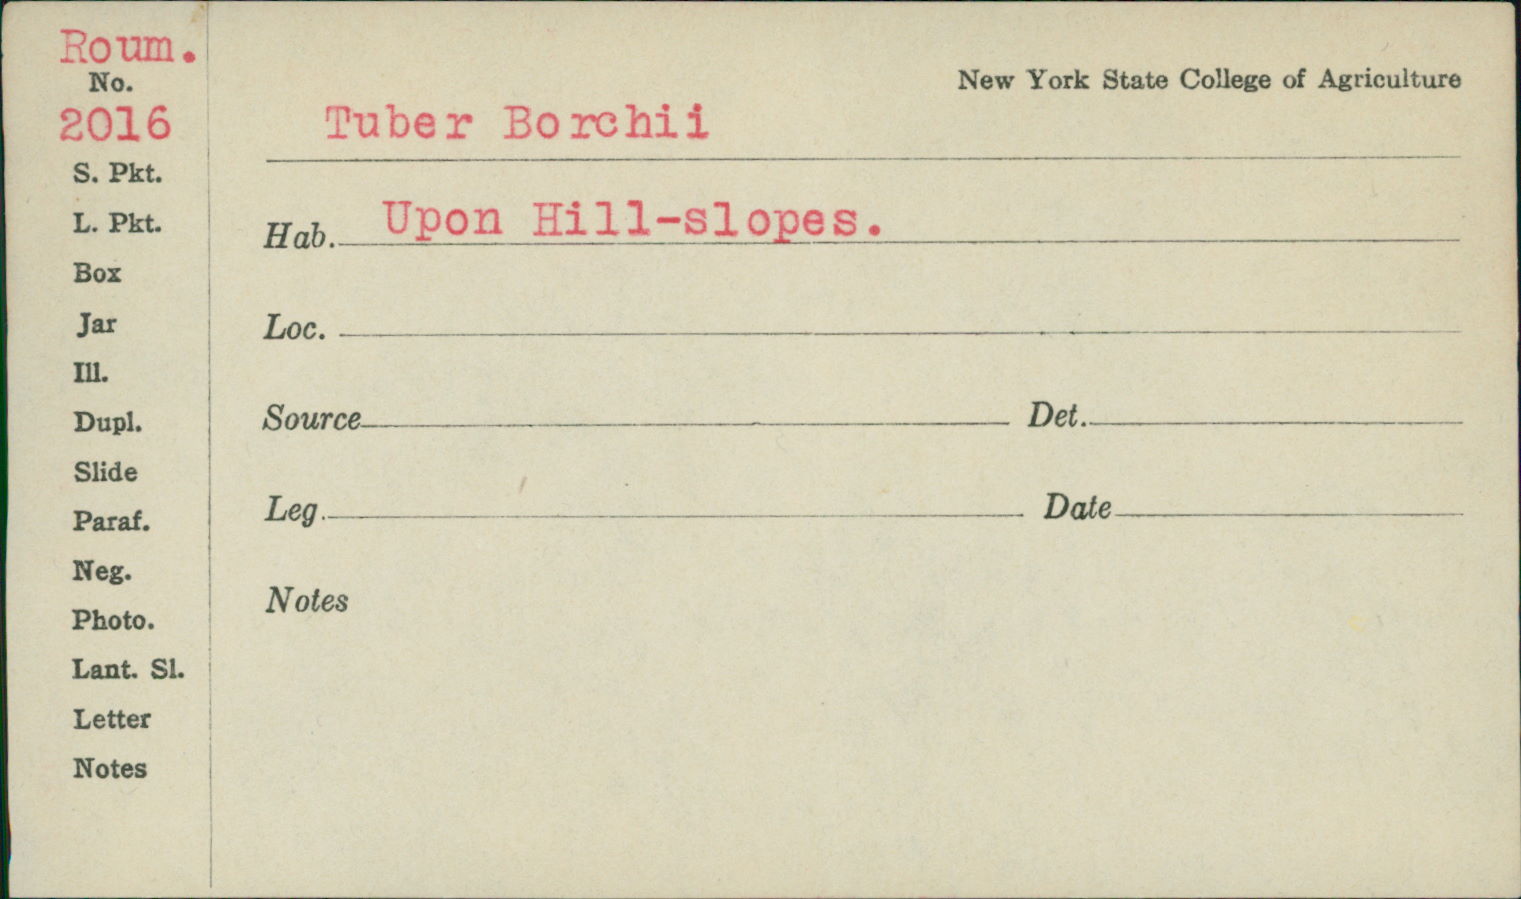 Roum.
No.
2016
S. Pkt.
L. Pkt.
Box
Jar
Ill.
Dupl.
Slide
Paraf.
Neg.
Photo.
Lant. Sl.
Letter
Notes
New York State College of Agriculture
Tuber Borchii
Hab. Upon Hill-slopes.
Loc.
Source Det.
Leg. Date
Notes